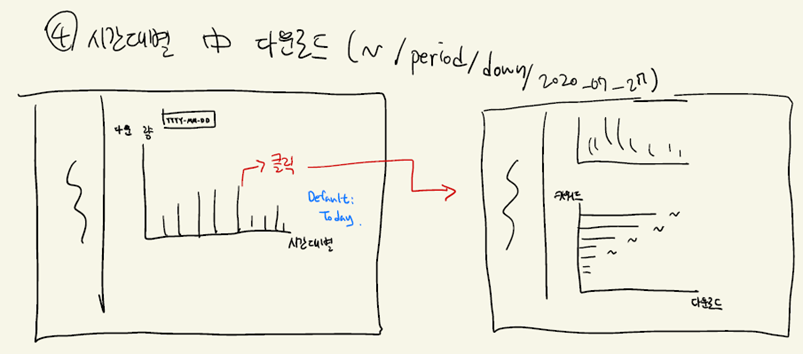 ④ 시간대별 中 다운로드 (~/period/down/2020_07_27)
YYYY-MM-DD
다운 량
클릭
Default:
Today.
시간대별
키워드
~
~
~
~
다운로드